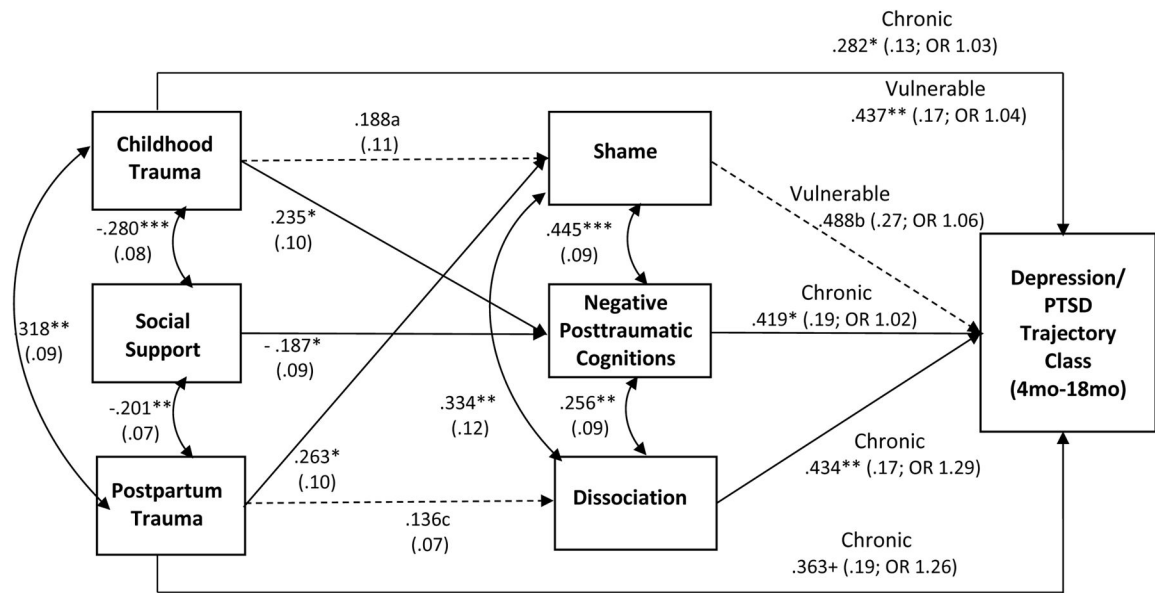 Chronic
.282* (.13; OR 1.03)
Vulnerable
.437** (.17; OR 1.04)
Childhood
Trauma
.188a
(.11)
Shame
Vulnerable
.488b (.27; OR 1.06)
-.280***
(.08)
.235*
(.10)
.445***
(.09)
Social
Support
- .187*
(.09)
Negative
Posttraumatic
Cognitions
Chronic
.419* (.19; OR 1.02)
Depression/
PTSD
Trajectory
Class
(4mo-18mo)
318**
(.09)
-.201**
(.07)
.334**
(.12)
.256**
(.09)
Chronic
.434** (.17; OR 1.29)
Postpartum
Trauma
.263*
(.10)
.136c
(.07)
Dissociation
Chronic
.363+ (.19; OR 1.26)